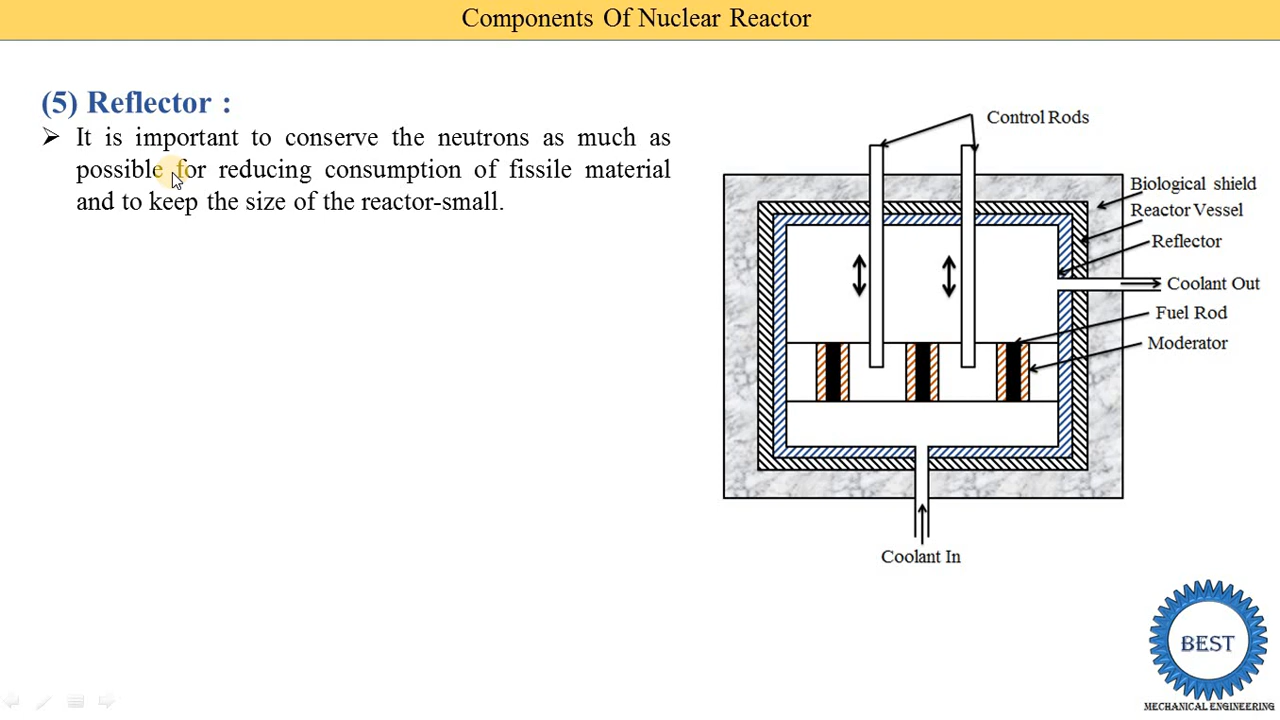 Components Of Nuclear Reactor
(5) Reflector :
➢ It is important to conserve the neutrons as much as
possible for reducing consumption of fissile material
and to keep the size of the reactor-small.
Control Rods
Biological shield
Reactor Vessel
Reflector
Coolant Out
Fuel Rod
Moderator
Coolant In
BEST
MECHANICAL ENGINEERING